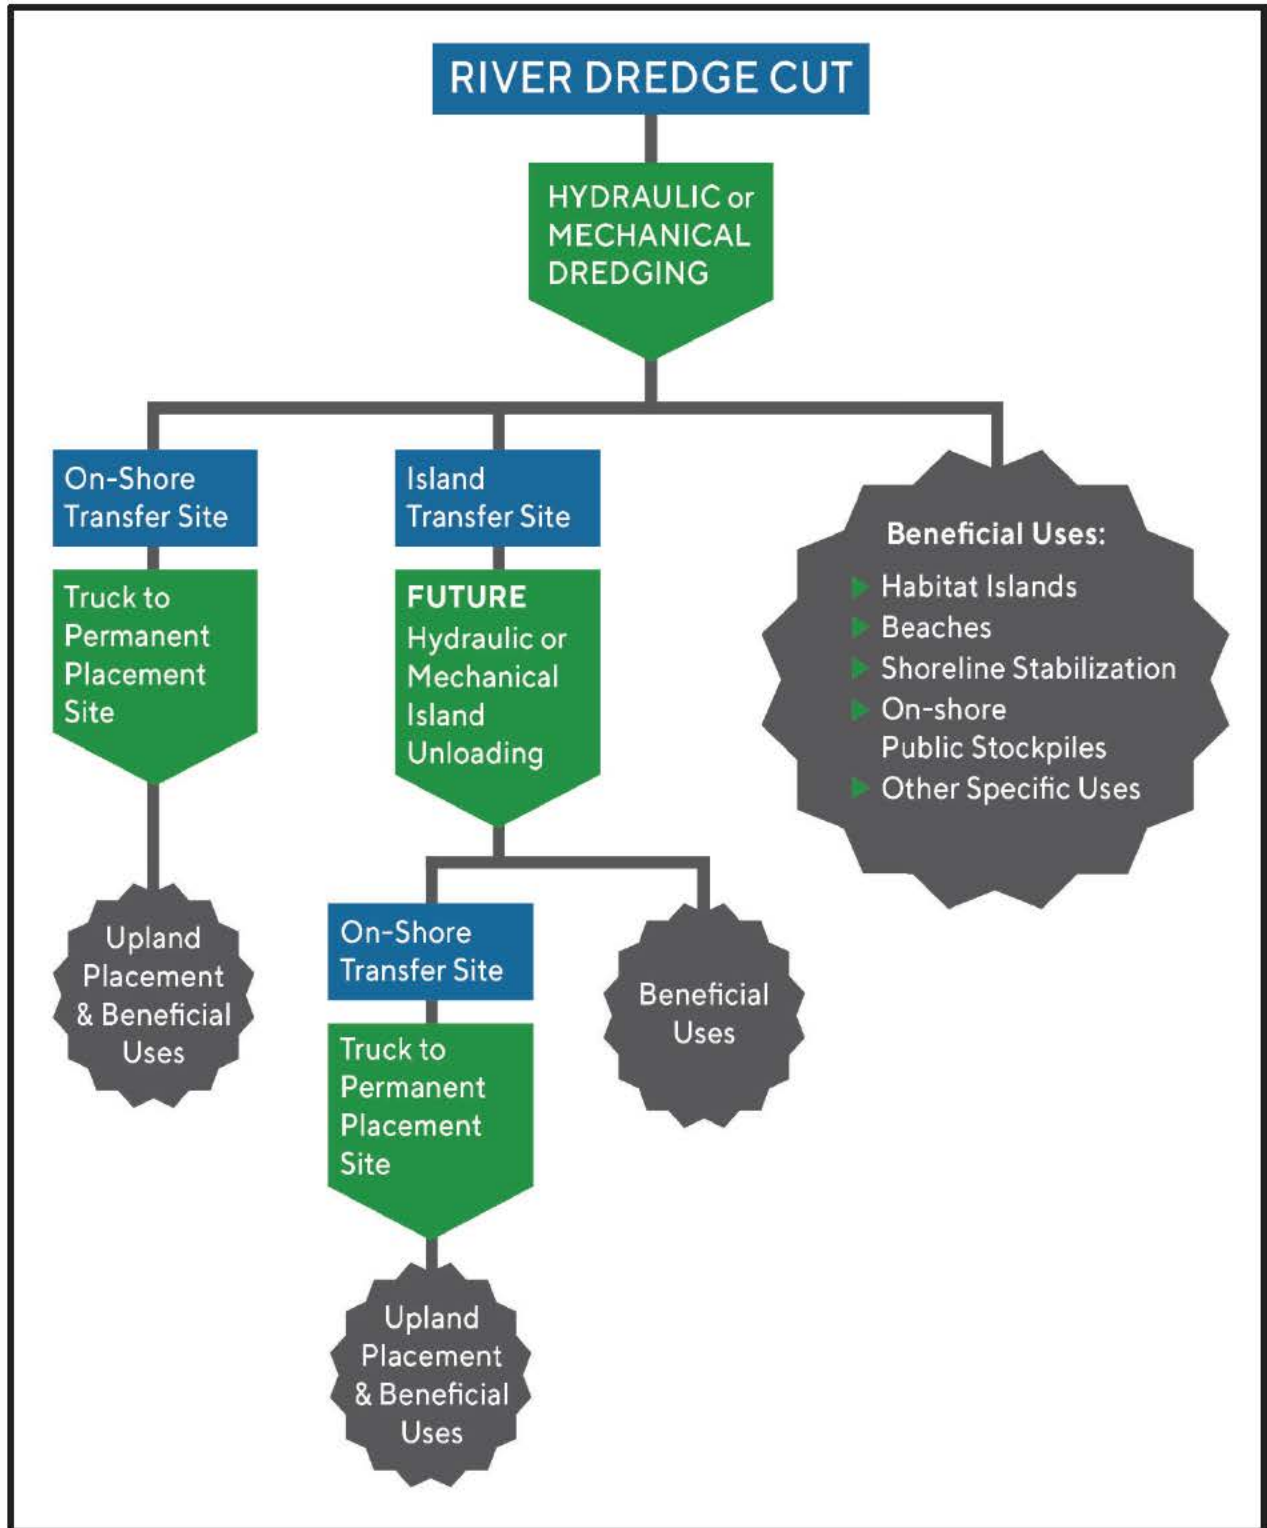 RIVER DREDGE CUT
HYDRAULIC or
MECHANICAL
DREDGING
On-Shore
Transfer Site
Truck to
Permanent
Placement
Site
Upland
Placement
& Beneficial
Uses
Island
Transfer Site
FUTURE
Hydraulic or
Mechanical
Island
Unloading
On-Shore
Transfer Site
Truck to
Permanent
Placement
Site
Upland
Placement
& Beneficial
Uses
Beneficial
Uses
Beneficial Uses:
Habitat Islands
Beaches
Shoreline Stabilization
On-shore
Public Stockpiles
Other Specific Uses